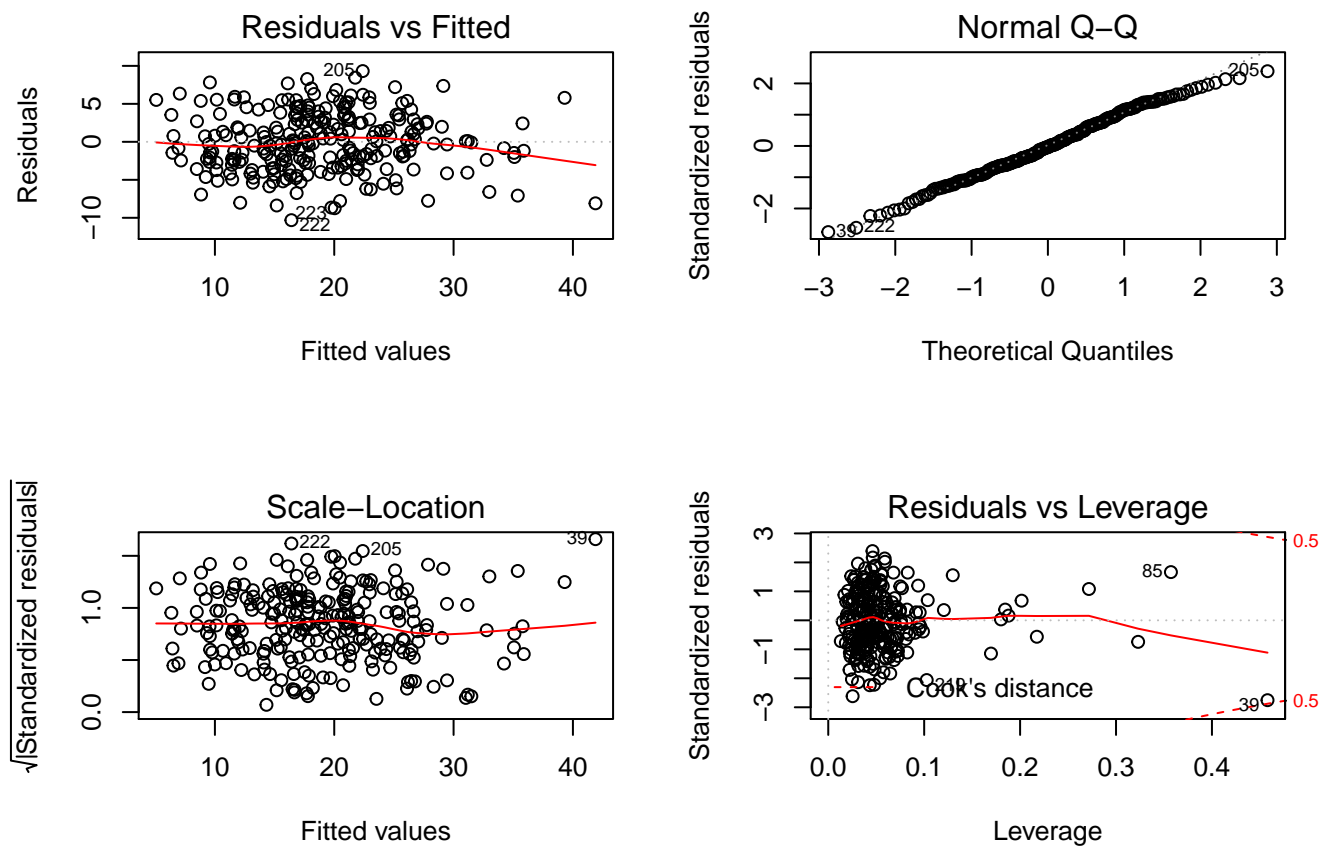 Residuals vs Fitted
Residuals
5
0
−10
205
223
222
10 20 30 40
Fitted values
Normal Q−Q
Standardized residuals
2
0
−2
205
39
222
−3 −2 −1 0 1 2 3
Theoretical Quantiles
Scale−Location
√|Standardized residuals|
1.0
0.0
222
205
39
10 20 30 40
Fitted values
Residuals vs Leverage
Standardized residuals
3
1
−1
−3
0.5
85
Cook's distance
0.5
39
0.0 0.1 0.2 0.3 0.4
Leverage